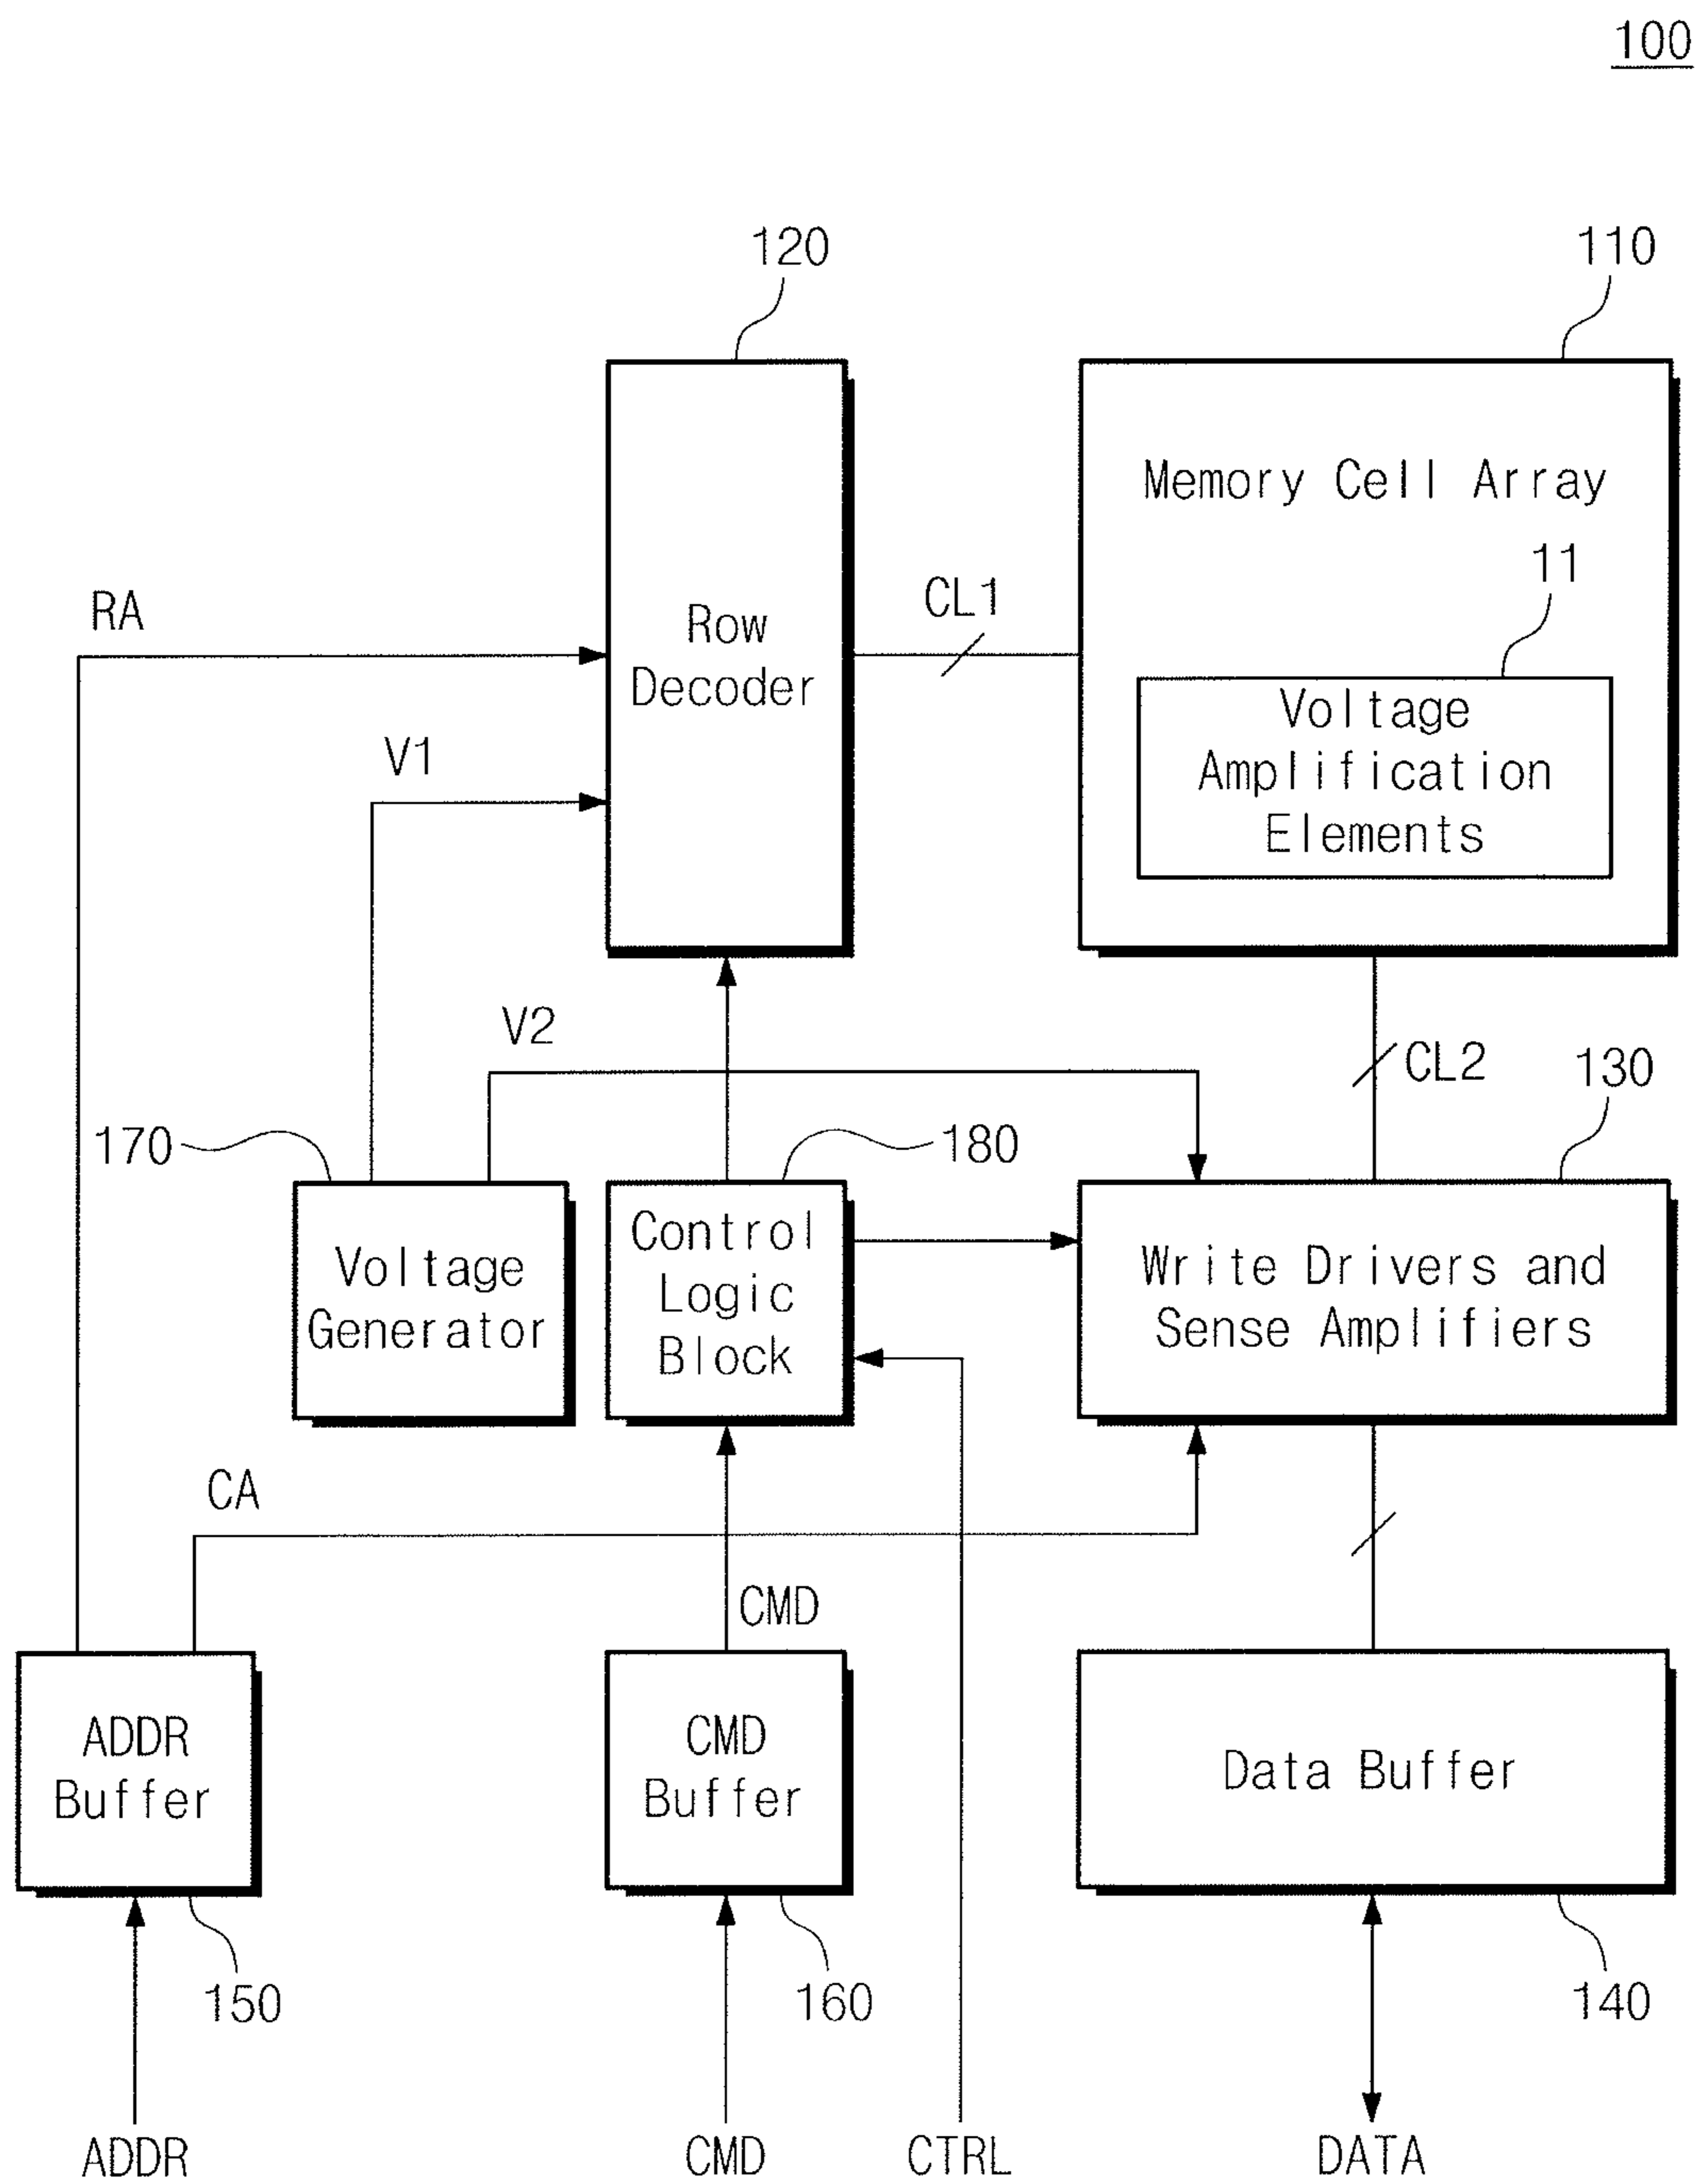 100
120
110
Memory Cell Array
11
RA
CL1
Row
Decoder
Voltage
Amplification
Elements
V1
V2
CL2
130
170
180
Voltage
Generator
Control
Logic
Block
Write Drivers and
Sense Amplifiers
CA
CMD
ADDR
Buffer
CMD
Buffer
Data Buffer
150
160
140
ADDR
CMD
CTRL
DATA